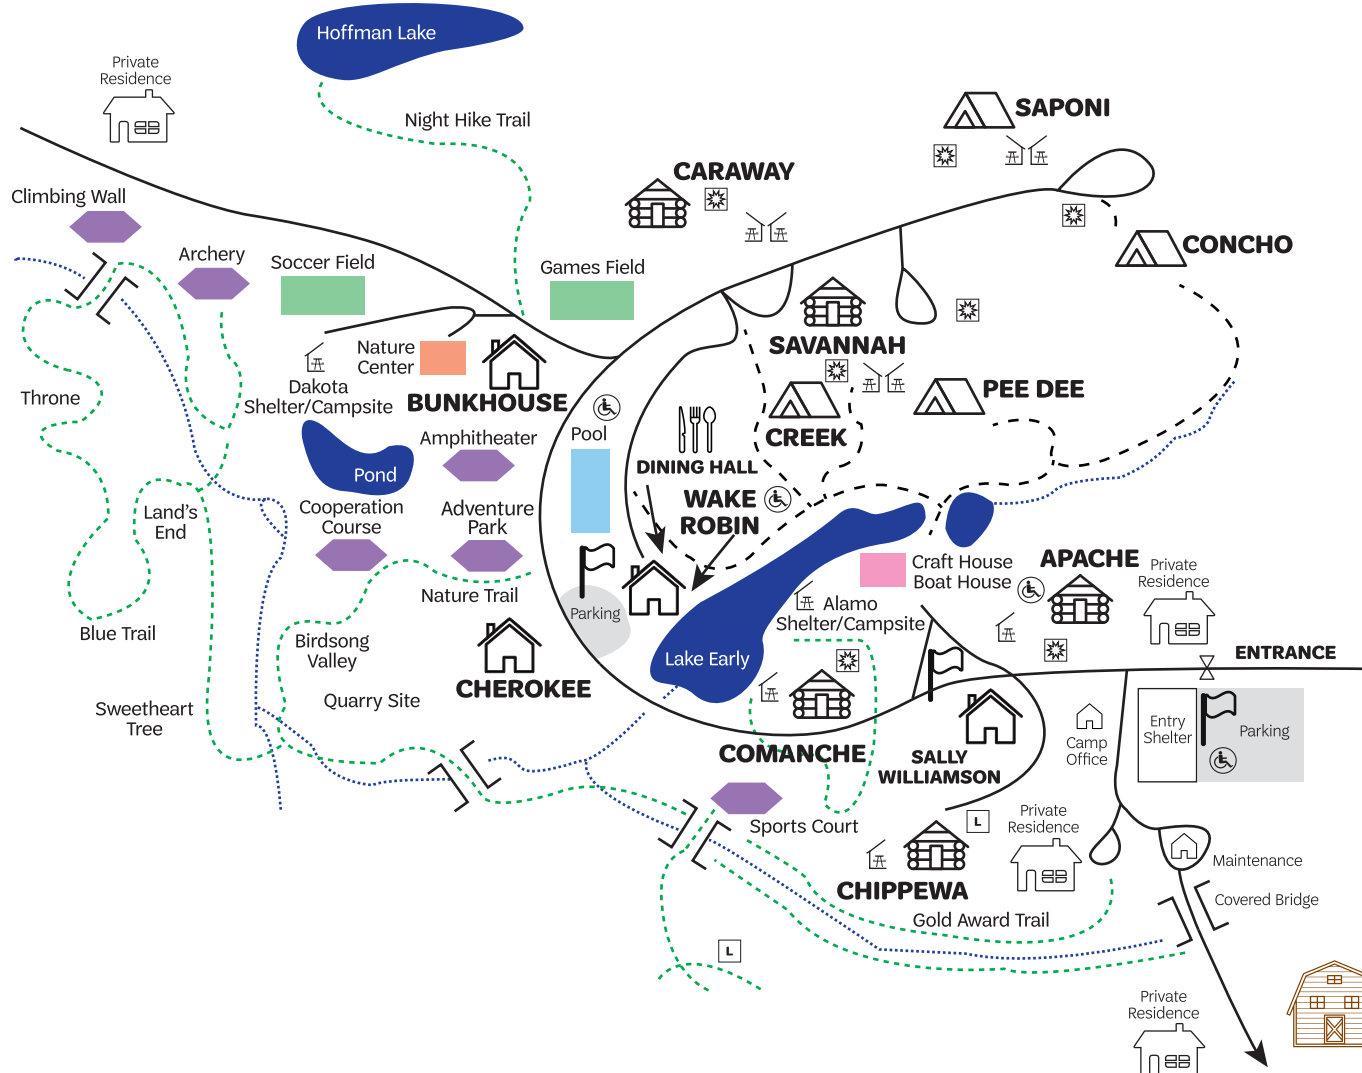 Hoffman Lake
Private
Residence
Night Hike Trail
SAPONI
CARAWAY
Climbing Wall
CONCHO
Archery
Soccer Field
Games Field
SAVANNAH
Nature
Center
Dakota
Shelter/Campsite
BUNKHOUSE
Throne
PEE DEE
CREEK
Pool
Amphitheater
DINING HALL
Pond
WAKE
ROBIN
Cooperation
Course
Adventure
Park
Land's
End
Craft House
Boat House
APACHE
Private
Residence
Nature Trail
Parking
Alamo
Shelter/Campsite
Blue Trail
Birdsong
Valley
Lake Early
ENTRANCE
CHEROKEE
Quarry Site
Sweetheart
Tree
Entry
Shelter
Parking
Camp
Office
COMANCHE
SALLY
WILLIAMSON
Sports Court
L
Private
Residence
Maintenance
CHIPPEWA
Covered Bridge
Gold Award Trail
L
Private
Residence